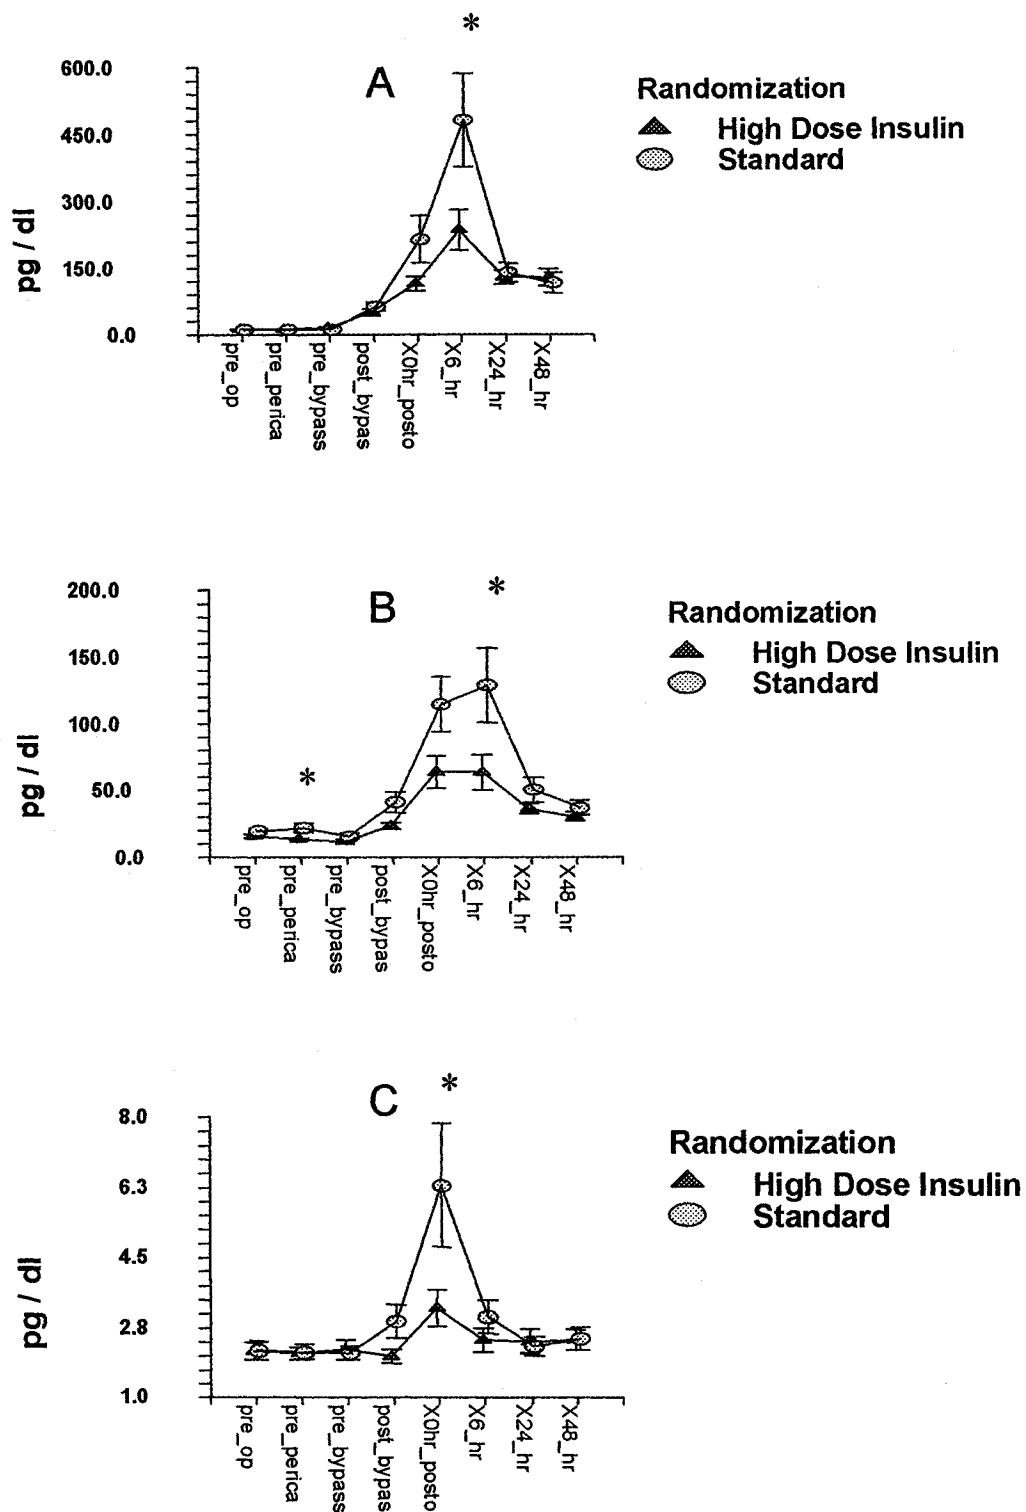 *
A
600.0
450.0
300.0
150.0
0.0
pg / dl
pre_op
pre_perica
pre_bypass
post_bypas
X0hr_posto
X6_hr
X24_hr
X48_hr
Randomization
High Dose Insulin
Standard
*
B
*
200.0
150.0
100.0
50.0
0.0
pg / dl
pre_op
pre_perica
pre_bypass
post_bypas
X0hr_posto
X6_hr
X24_hr
X48_hr
Randomization
High Dose Insulin
Standard
*
C
8.0
6.3
4.5
2.8
1.0
pg / dl
pre_op
pre_perica
pre_bypass
post_bypas
X0hr_posto
X6_hr
X24_hr
X48_hr
Randomization
High Dose Insulin
Standard